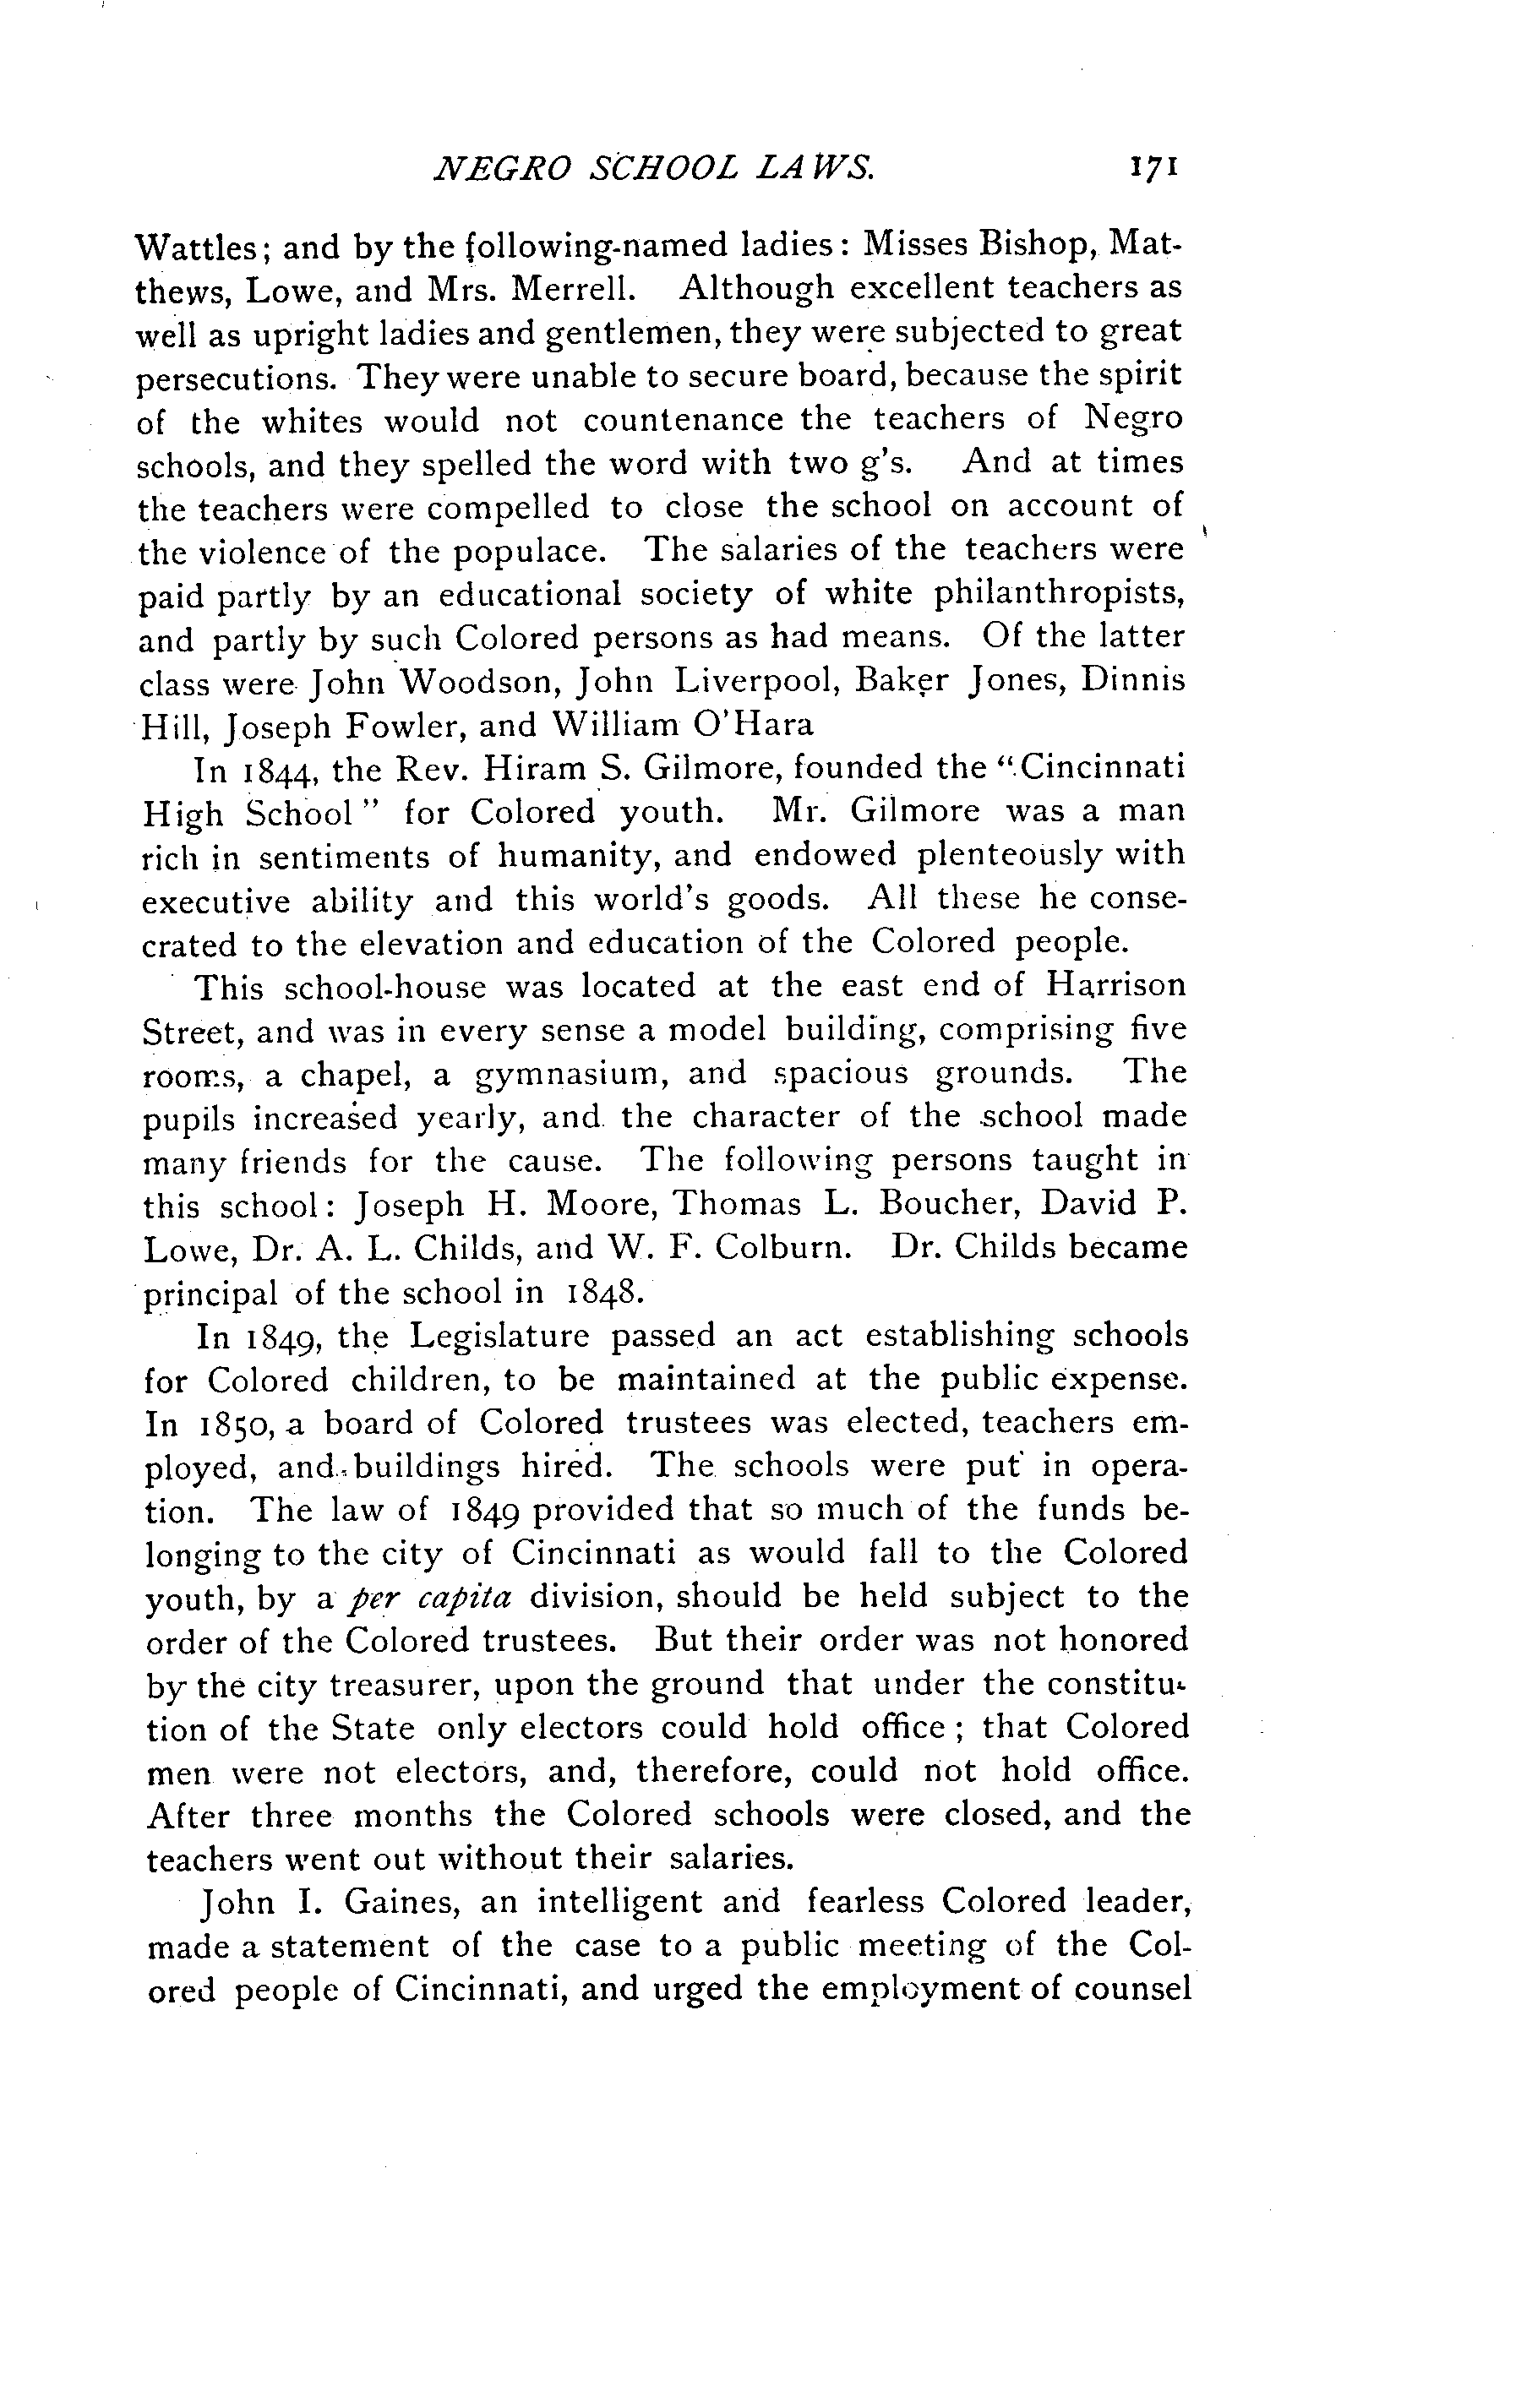 NEGRO SCHOOL LAWS. 171
Wattles; and by the following-named ladies: Misses Bishop, Mat-
thews, Lowe, and Mrs. Merrell. Although excellent teachers as
well as upright ladies and gentlemen, they were subjected to great
persecutions. They were unable to secure board, because the spirit
of the whites would not countenance the teachers of Negro
schools, and they spelled the word with two g's. And at times
the teachers were compelled to close the school on account of
the violence of the populace. The salaries of the teachers were
paid partly by an educational society of white philanthropists,
and partly by such Colored persons as had means. Of the latter
class were John Woodson, John Liverpool, Baker Jones, Dinnis
Hill, Joseph Fowler, and William O'Hara
In 1844, the Rev. Hiram S. Gilmore, founded the "Cincinnati
High School" for Colored youth. Mr. Gilmore was a man
rich in sentiments of humanity, and endowed plenteously with
executive ability and this world's goods. All these he conse-
crated to the elevation and education of the Colored people.
This school-house was located at the east end of Harrison
Street, and was in every sense a model building, comprising five
rooms, a chapel, a gymnasium, and spacious grounds. The
pupils increased yearly, and the character of the school made
many friends for the cause. The following persons taught in
this school: Joseph H. Moore, Thomas L. Boucher, David P.
Lowe, Dr. A. L. Childs, and W. F. Colburn. Dr. Childs became
principal of the school in 1848.
In 1849, the Legislature passed an act establishing schools
for Colored children, to be maintained at the public expense.
In 1850, a board of Colored trustees was elected, teachers em-
ployed, and buildings hired. The schools were put in opera-
tion. The law of 1849 provided that so much of the funds be-
longing to the city of Cincinnati as would fall to the Colored
youth, by a per capita division, should be held subject to the
order of the Colored trustees. But their order was not honored
by the city treasurer, upon the ground that under the constitu-
tion of the State only electors could hold office; that Colored
men were not electors, and, therefore, could not hold office.
After three months the Colored schools were closed, and the
teachers went out without their salaries.
John I. Gaines, an intelligent and fearless Colored leader,
made a statement of the case to a public meeting of the Col-
ored people of Cincinnati, and urged the employment of counsel